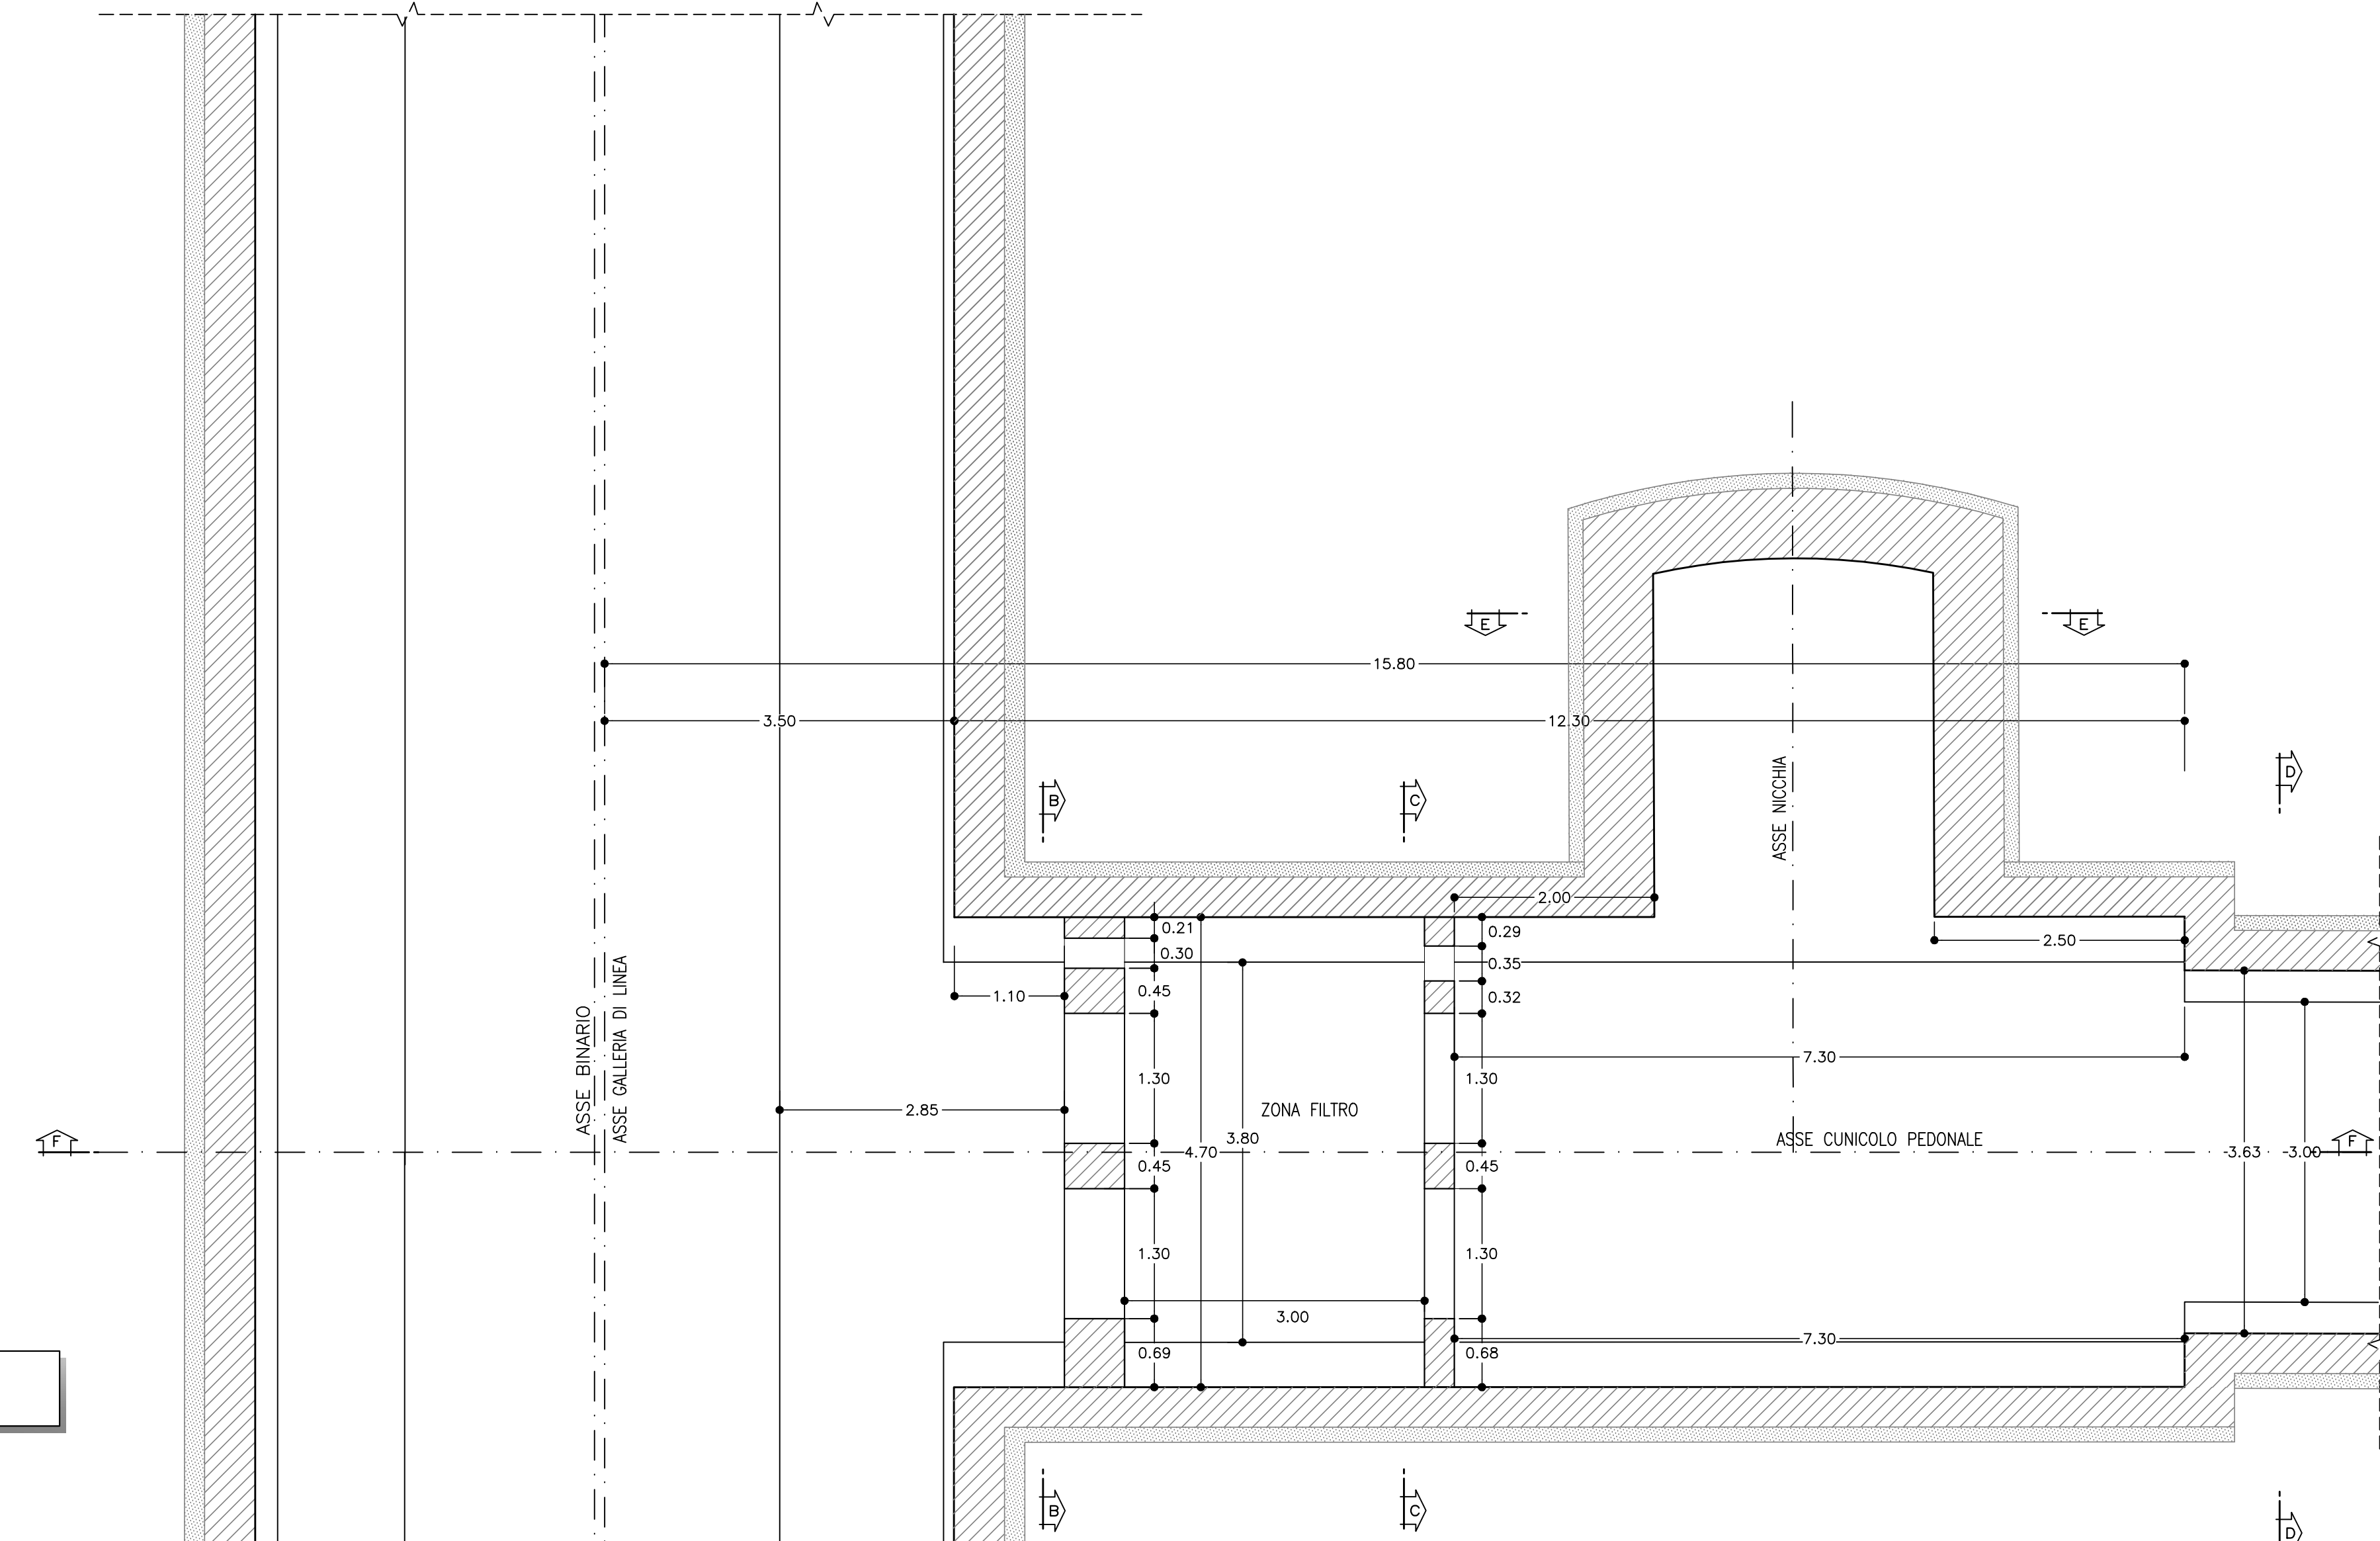 E
E
15.80
3.50
12.30
D
B
C
ASSE NICCHIA
2.00
0.21
0.29
2.50
0.30
0.35
0.45
1.10
0.32
ASSE BINARIO
ASSE GALLERIA DI LINEA
7.30
1.30
1.30
2.85
ZONA FILTRO
3.80
ASSE CUNICOLO PEDONALE
F
F
4.70
3.63
3.00
0.45
0.45
1.30
1.30
3.00
7.30
0.69
0.68
B
C
D